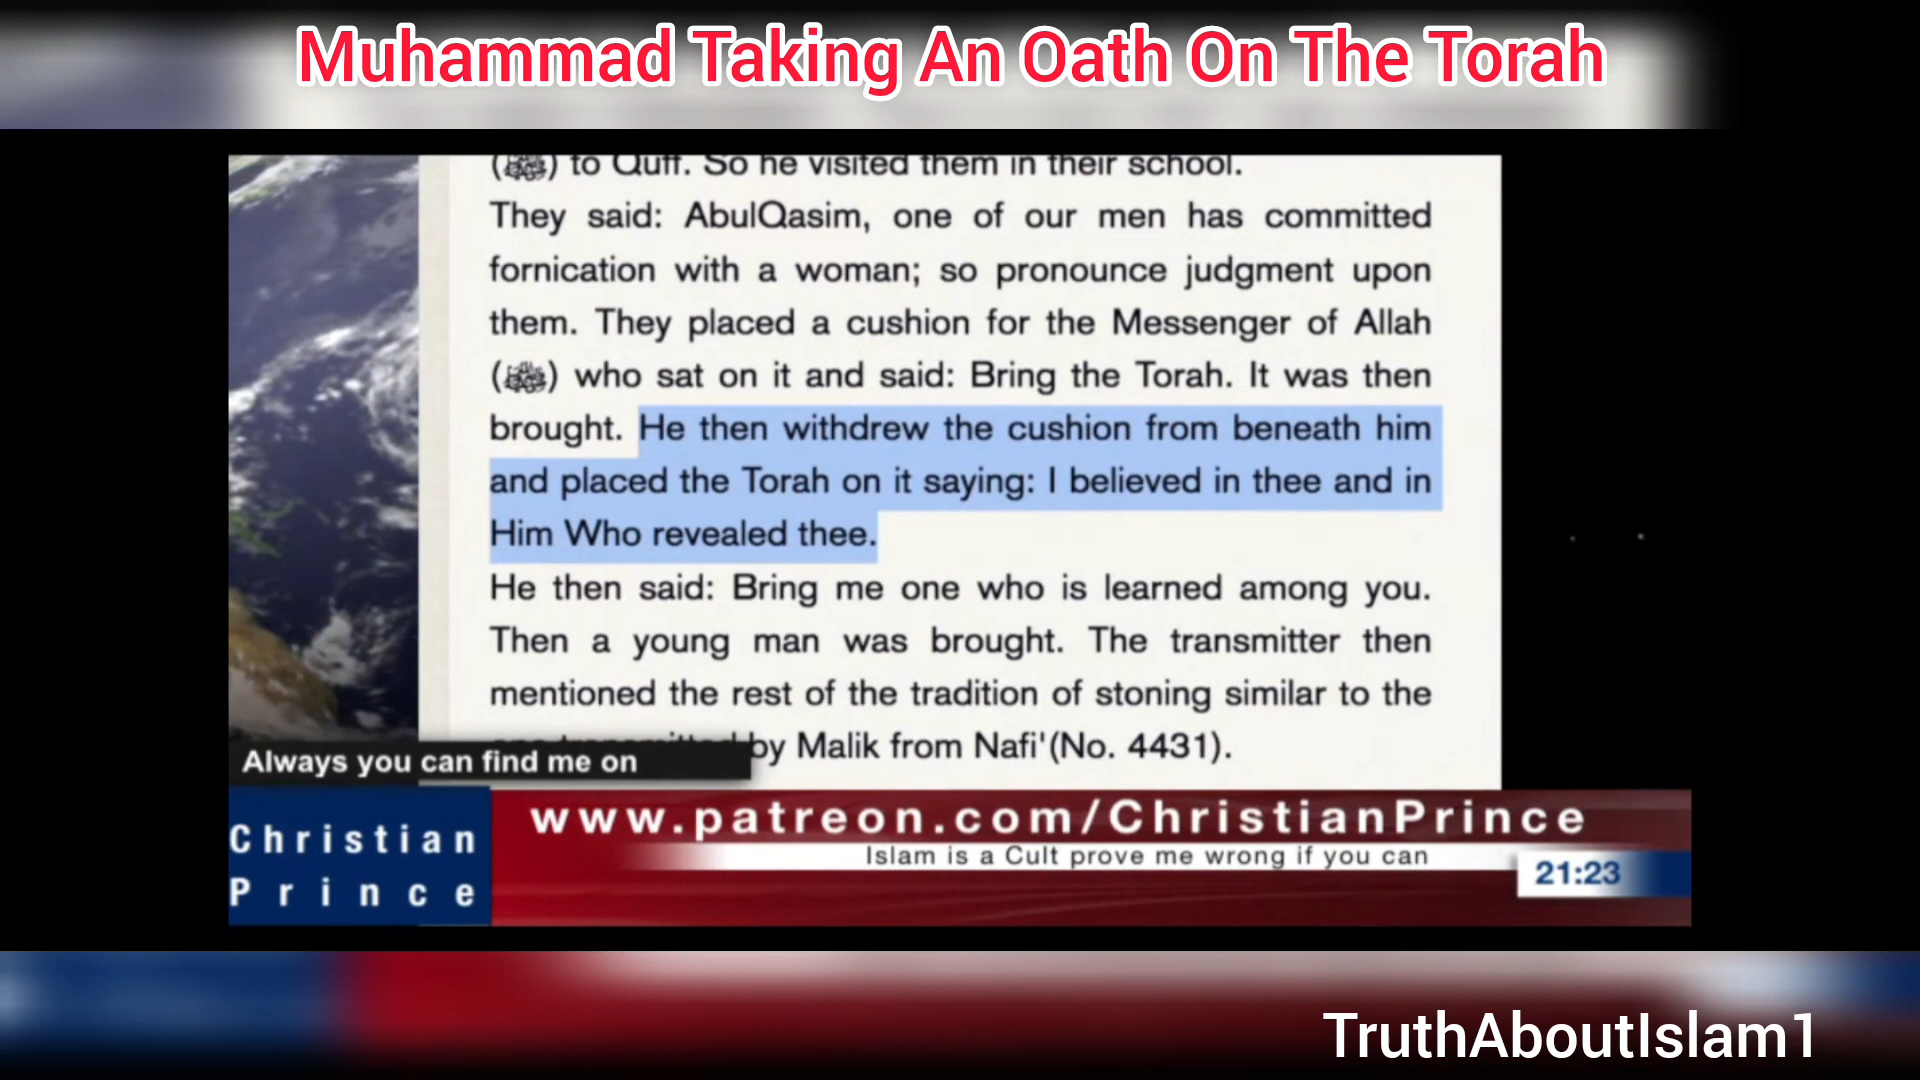 Muhammad Taking An Oath On The Torah
(ﷺ) to Quff. So he visited them in their school.
They said: AbulQasim, one of our men has committed
fornication with a woman; so pronounce judgment upon
them. They placed a cushion for the Messenger of Allah
(ﷺ) who sat on it and said: Bring the Torah. It was then
brought. He then withdrew the cushion from beneath him
and placed the Torah on it saying: I believed in thee and in
Him Who revealed thee.
He then said: Bring me one who is learned among you.
Then a young man was brought. The transmitter then
mentioned the rest of the tradition of stoning similar to the
by Malik from Nafi'(No. 4431).
Always you can find me on
Christian
Prince
www.patreon.com/ChristianPrince
Islam is a Cult prove me wrong if you can
21:23
TruthAboutIslam1